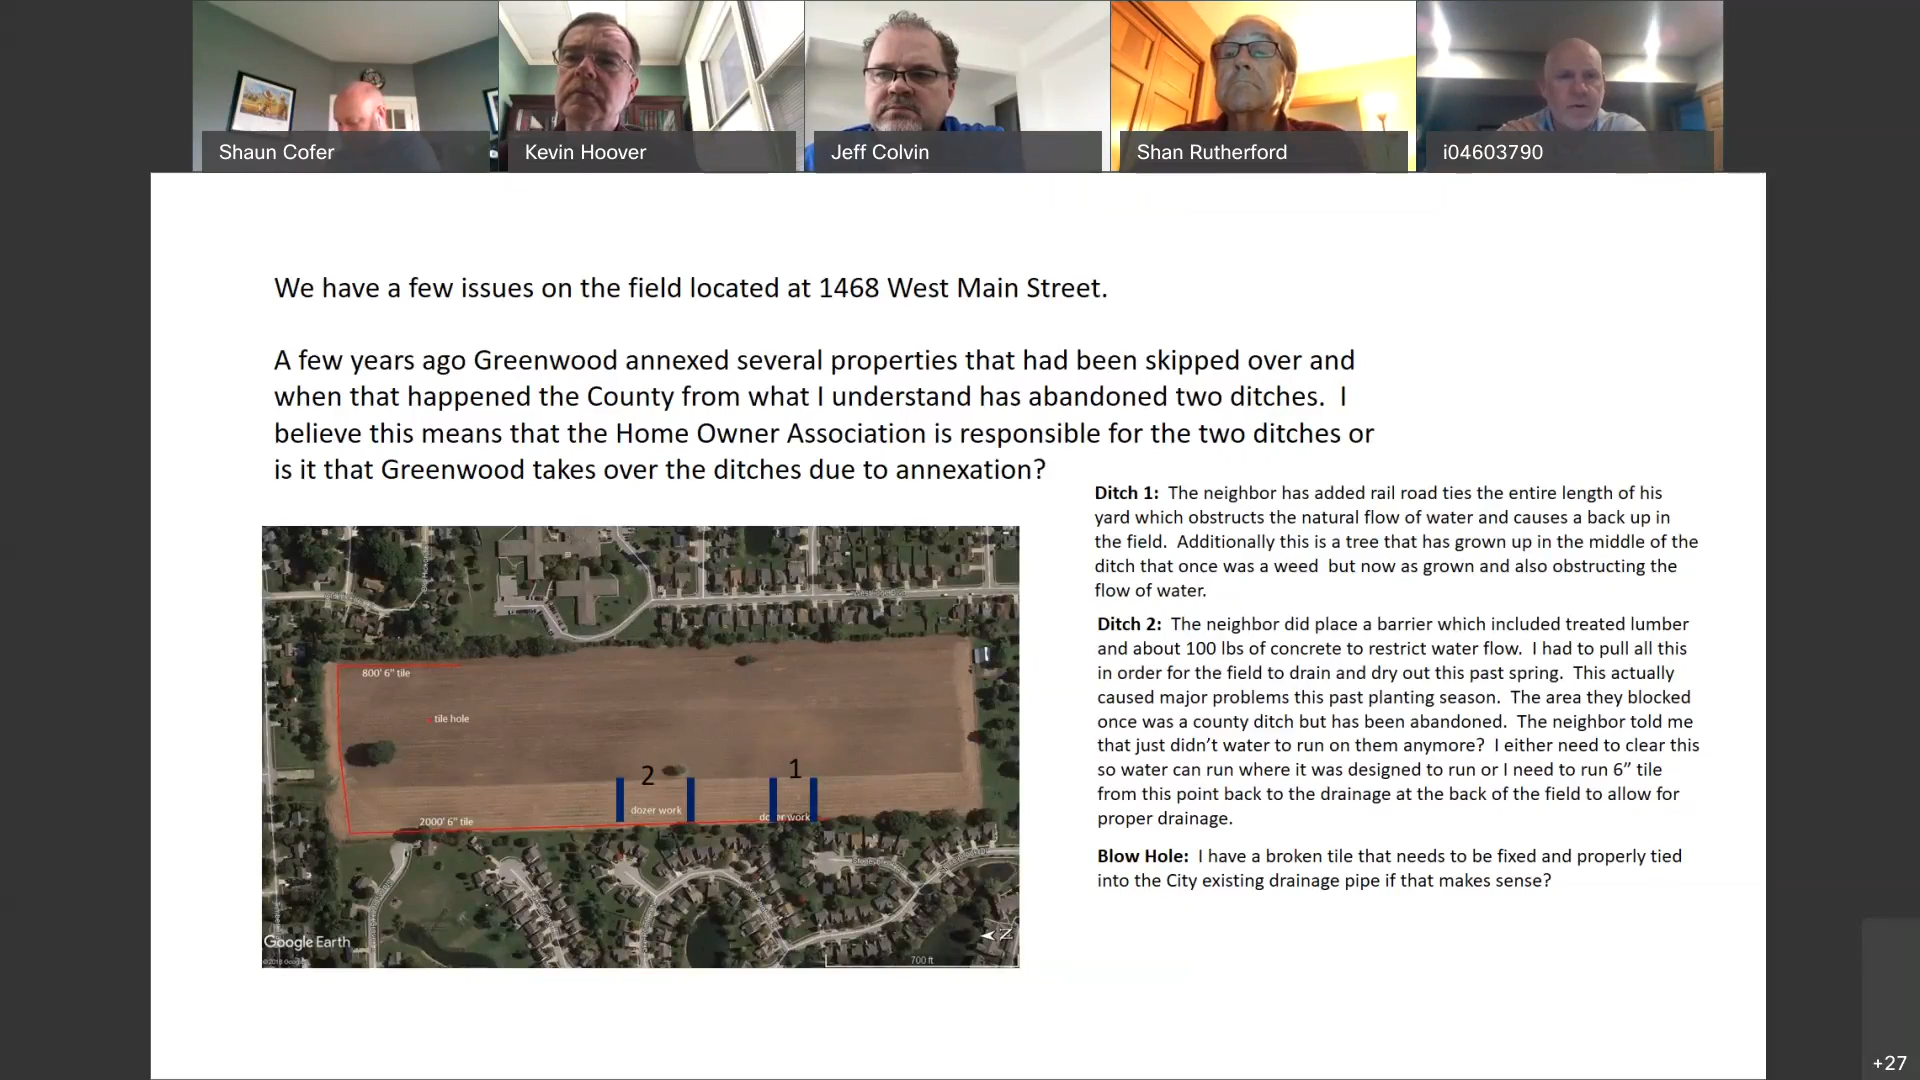 Shaun Cofer
Kevin Hoover
Jeff Colvin
Shan Rutherford
i04603790
We have a few issues on the field located at 1468 West Main Street.
A few years ago Greenwood annexed several properties that had been skipped over and
when that happened the County from what I understand has abandoned two ditches.  I
believe this means that the Home Owner Association is responsible for the two ditches or
is it that Greenwood takes over the ditches due to annexation?
Ditch 1:  The neighbor has added rail road ties the entire length of his
yard which obstructs the natural flow of water and causes a back up in
the field.  Additionally this is a tree that has grown up in the middle of the
ditch that once was a weed  but now as grown and also obstructing the
flow of water.
Ditch 2:  The neighbor did place a barrier which included treated lumber
and about 100 lbs of concrete to restrict water flow.  I had to pull all this
in order for the field to drain and dry out this past spring.  This actually
caused major problems this past planting season.  The area they blocked
once was a county ditch but has been abandoned.  The neighbor told me
that just didn't water to run on them anymore?  I either need to clear this
so water can run where it was designed to run or I need to run 6" tile
from this point back to the drainage at the back of the field to allow for
proper drainage.
Blow Hole:  I have a broken tile that needs to be fixed and properly tied
into the City existing drainage pipe if that makes sense?
800' 6" tile
tile hole
2
1
dozer work
dozer work
2000' 6" tile
Google Earth
N
700 ft
+27